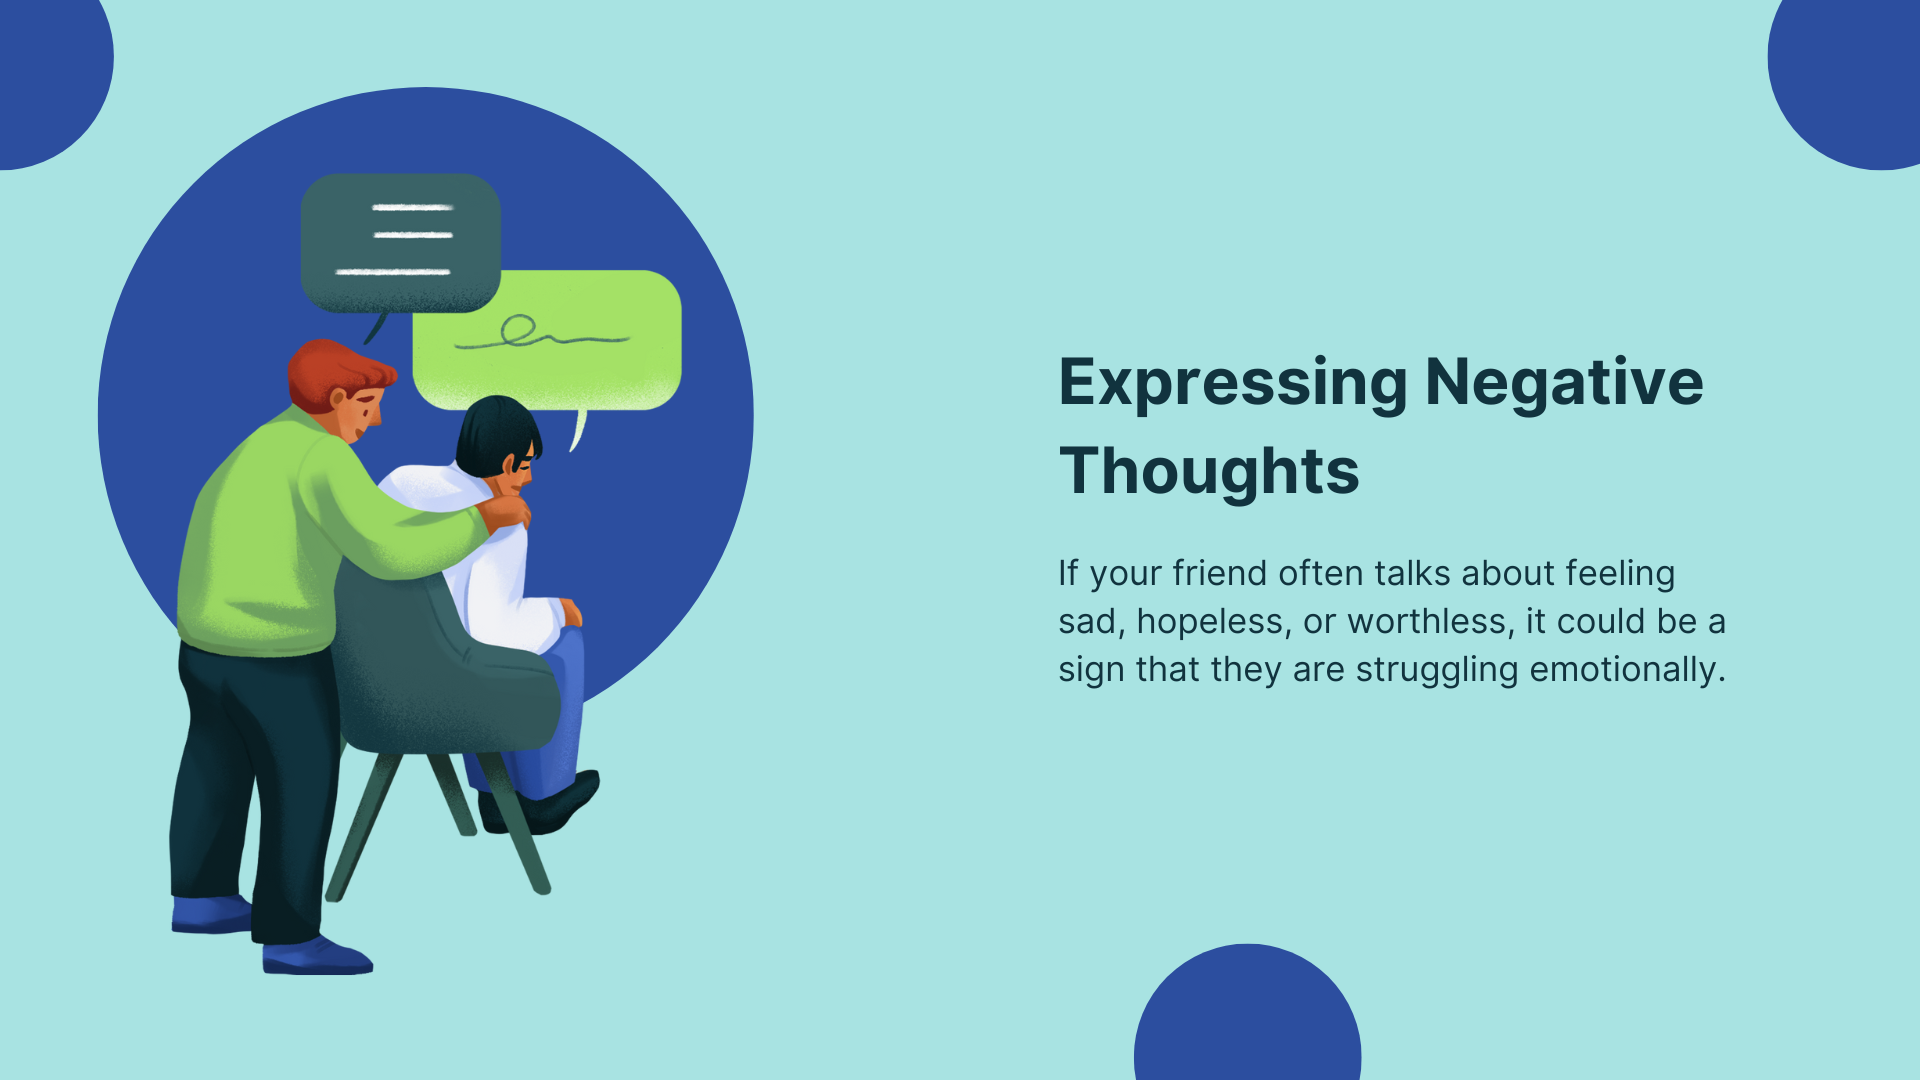 Expressing Negative
Thoughts
If your friend often talks about feeling
sad, hopeless, or worthless, it could be a
sign that they are struggling emotionally.